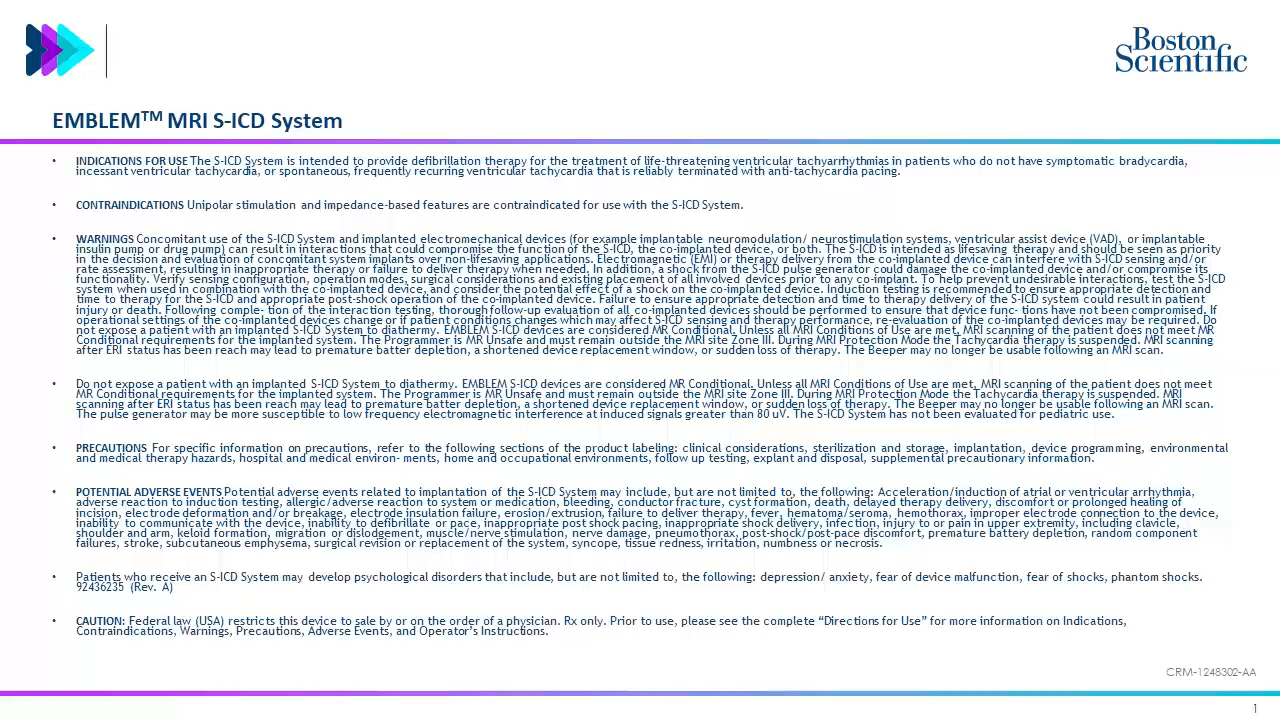 Boston
Scientific
EMBLEM™ MRI S-ICD System
• INDICATIONS FOR USE The S-ICD System is intended to provide defibrillation therapy for the treatment of life-threatening ventricular tachyarrhythmias in patients who do not have symptomatic bradycardia,
incessant ventricular tachycardia, or spontaneous, frequently recurring ventricular tachycardia that is reliably terminated with anti-tachycardia pacing.
• CONTRAINDICATIONS Unipolar stimulation and impedance-based features are contraindicated for use with the S-ICD System.
• WARNINGS Concomitant use of the S-ICD System and implanted electromechanical devices (for example implantable neuromodulation/ neurostimulation systems, ventricular assist device (VAD), or implantable
insulin pump or drug pump) can result in interactions that could compromise the function of the S-ICD, the co-implanted device, or both. The S-ICD is intended as lifesaving therapy and should be seen as priority
in the decision and evaluation of concomitant system implants over non-lifesaving applications. Electromagnetic (EMI) or therapy delivery from the co-implanted device can interfere with S-ICD sensing and/or
rate assessment, resulting in inappropriate therapy or failure to deliver therapy when needed. In addition, a shock from the S-ICD pulse generator could damage the co-implanted device and/or compromise its
functionality. Verify sensing configuration, operation modes, surgical considerations and existing placement of all involved devices prior to any co-implant. To help prevent undesirable interactions, test the S-ICD
system when used in combination with the co-implanted device, and consider the potential effect of a shock on the co-implanted device. Induction testing is recommended to ensure appropriate detection and
time to therapy for the S-ICD and appropriate post-shock operation of the co-implanted device. Failure to ensure appropriate detection and time to therapy delivery of the S-ICD system could result in patient
injury or death. Following comple- tion of the interaction testing, thorough follow-up evaluation of all co-implanted devices should be performed to ensure that device func- tions have not been compromised. If
operational settings of the co-implanted devices change or if patient conditions changes which may affect S-ICD sensing and therapy performance, re-evaluation of the co-implanted devices may be required. Do
not expose a patient with an implanted S-ICD System to diathermy. EMBLEM S-ICD devices are considered MR Conditional. Unless all MRI Conditions of Use are met, MRI scanning of the patient does not meet MR
Conditional requirements for the implanted system. The Programmer is MR Unsafe and must remain outside the MRI site Zone III. During MRI Protection Mode the Tachycardia therapy is suspended. MRI scanning
after ERI status has been reach may lead to premature batter depletion, a shortened device replacement window, or sudden loss of therapy. The Beeper may no longer be usable following an MRI scan.
• Do not expose a patient with an implanted S-ICD System to diathermy. EMBLEM S-ICD devices are considered MR Conditional. Unless all MRI Conditions of Use are met, MRI scanning of the patient does not meet
MR Conditional requirements for the implanted system. The Programmer is MR Unsafe and must remain outside the MRI site Zone III. During MRI Protection Mode the Tachycardia therapy is suspended. MRI
scanning after ERI status has been reach may lead to premature batter depletion, a shortened device replacement window, or sudden loss of therapy. The Beeper may no longer be usable following an MRI scan.
The pulse generator may be more susceptible to low frequency electromagnetic interference at induced signals greater than 80 uV. The S-ICD System has not been evaluated for pediatric use.
• PRECAUTIONS For specific information on precautions, refer to the following sections of the product labeling: clinical considerations, sterilization and storage, implantation, device programming, environmental
and medical therapy hazards, hospital and medical environ- ments, home and occupational environments, follow up testing, explant and disposal, supplemental precautionary information.
• POTENTIAL ADVERSE EVENTS Potential adverse events related to implantation of the S-ICD System may include, but are not limited to, the following: Acceleration/induction of atrial or ventricular arrhythmia,
adverse reaction to induction testing, allergic/adverse reaction to system or medication, bleeding, conductor fracture, cyst formation, death, delayed therapy delivery, discomfort or prolonged healing of
incision, electrode deformation and/or breakage, electrode insulation failure, erosion/extrusion, failure to deliver therapy, fever, hematoma/seroma, hemothorax, improper electrode connection to the device,
inability to communicate with the device, inability to defibrillate or pace, inappropriate post shock pacing, inappropriate shock delivery, infection, injury to or pain in upper extremity, including clavicle,
shoulder and arm, keloid formation, migration or dislodgement, muscle/nerve stimulation, nerve damage, pneumothorax, post-shock/post-pace discomfort, premature battery depletion, random component
failures, stroke, subcutaneous emphysema, surgical revision or replacement of the system, syncope, tissue redness, irritation, numbness or necrosis.
• Patients who receive an S-ICD System may develop psychological disorders that include, but are not limited to, the following: depression/ anxiety, fear of device malfunction, fear of shocks, phantom shocks.
92436235 (Rev. A)
• CAUTION: Federal law (USA) restricts this device to sale by or on the order of a physician. Rx only. Prior to use, please see the complete “Directions for Use” for more information on Indications,
Contraindications, Warnings, Precautions, Adverse Events, and Operator’s Instructions.
CRM-1248302-AA
1